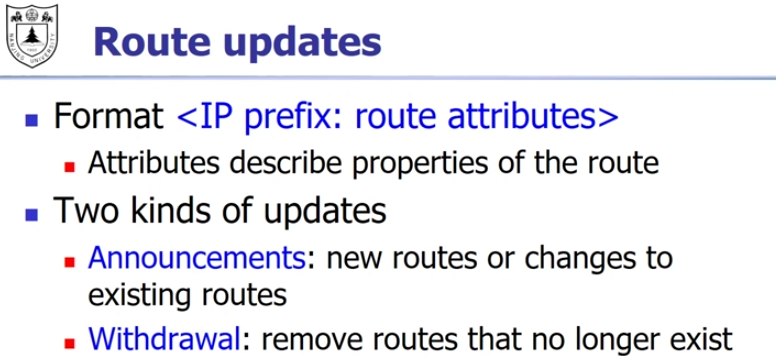 Route updates
Format <IP prefix: route attributes>
Attributes describe properties of the route
Two kinds of updates
Announcements: new routes or changes to
existing routes
Withdrawal: remove routes that no longer exist